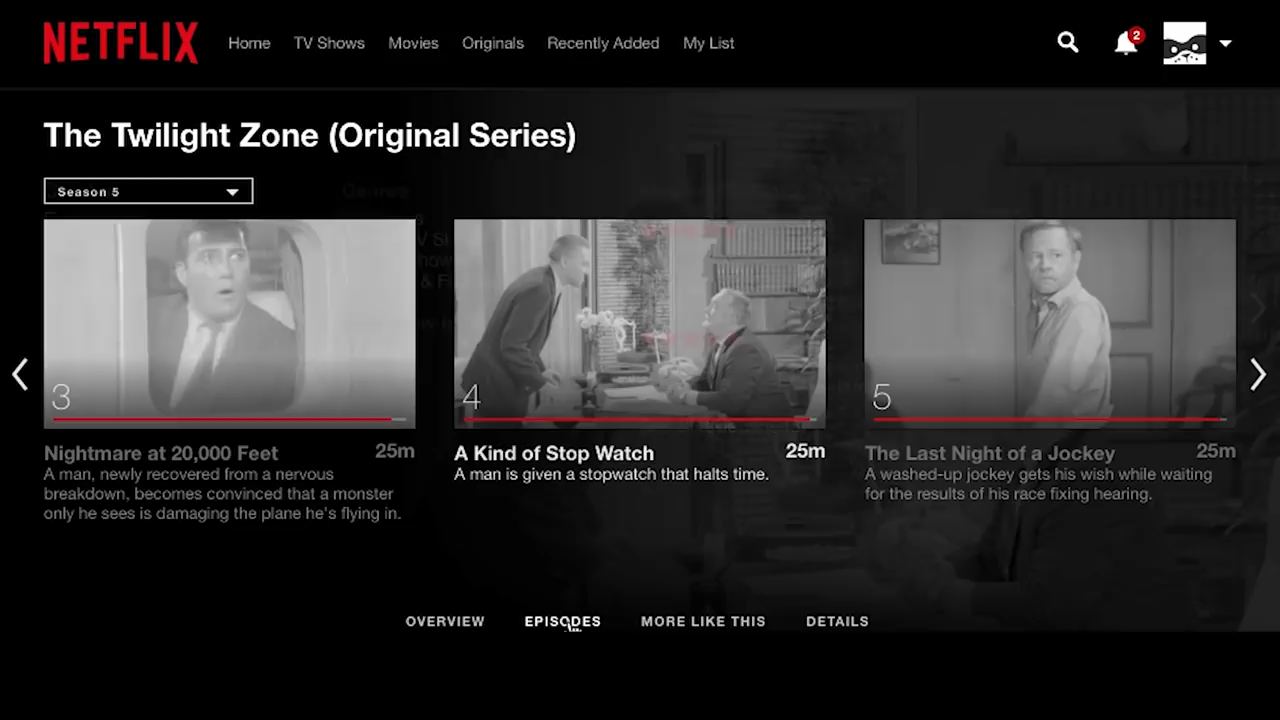 NETFLIX
Home TV Shows Movies Originals Recently Added My List
2
The Twilight Zone (Original Series)
Season 5
3
4
5
Nightmare at 20,000 Feet 25m
A man, newly recovered from a nervous
breakdown, becomes convinced that a monster
only he sees is damaging the plane he's flying in.
A Kind of Stop Watch 25m
A man is given a stopwatch that halts time.
The Last Night of a Jockey 25m
A washed-up jockey gets his wish while waiting
for the results of his race fixing hearing.
OVERVIEW EPISODES MORE LIKE THIS DETAILS